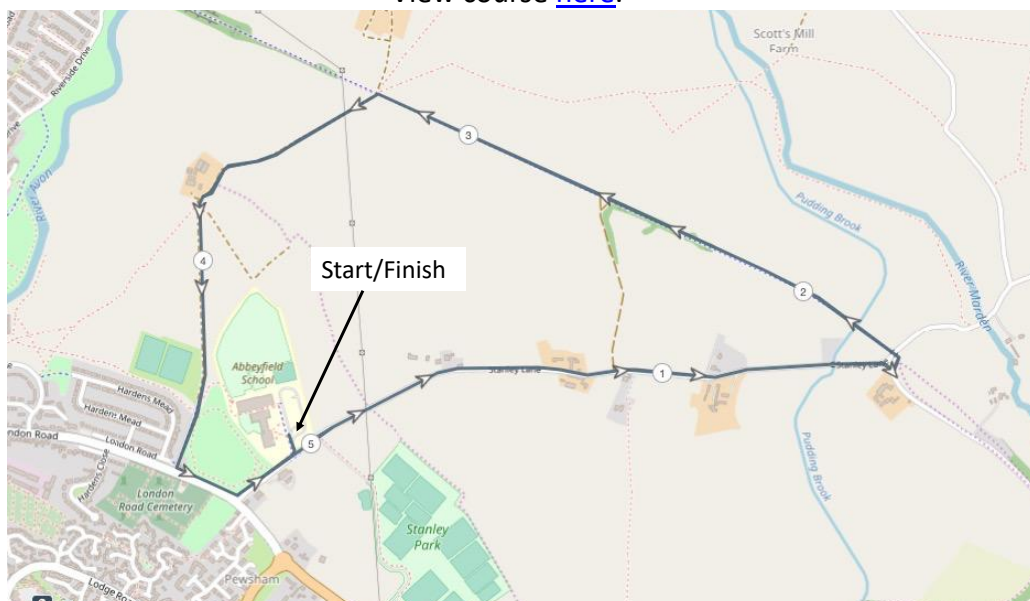 View course here.
Scott's Mill
Farm
Riverside Drive
River Avon
3
Pudding Brook
River Marden
4
Start/Finish
2
Abbeyfield
School
Stanley Lane
1
Stanley Lane
Hardens
Mead
Hardens Mead
London Road
London Road
Hardens Close
5
London
Road Cemetery
Stanley
Park
Pudding Brook
Pewsham
Lodge Road